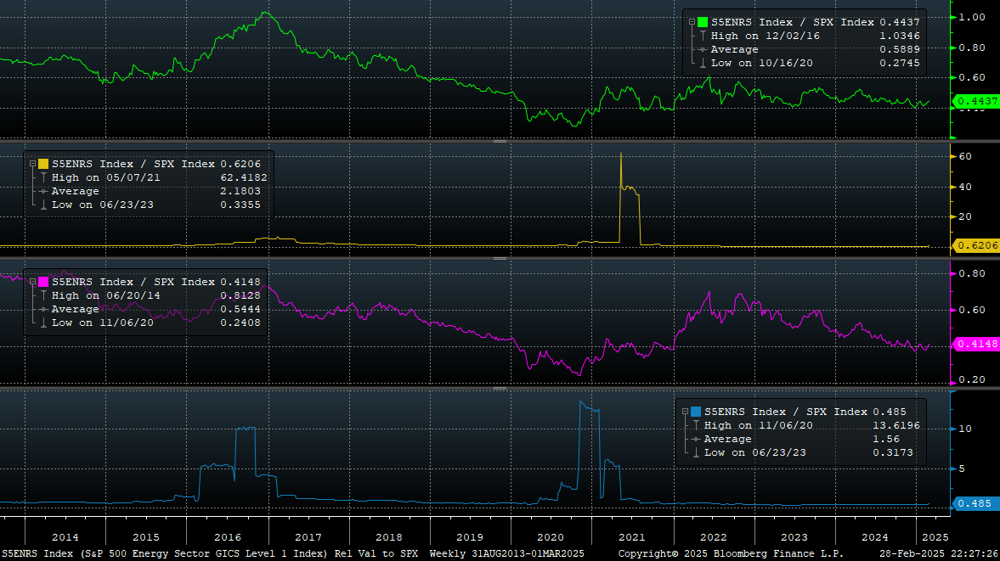 S5ENRS Index / SPX Index 0.4437
High on 12/02/16 1.0346
Average 0.5889
Low on 10/16/20 0.2745
1.00
0.80
0.60
0.4437
0.40
S5ENRS Index / SPX Index 0.6206
High on 05/07/21 62.4182
Average 2.1803
Low on 06/23/23 0.3355
60
40
20
0.6206
S5ENRS Index / SPX Index 0.4148
High on 06/20/14 0.8128
Average 0.5444
Low on 11/06/20 0.2408
0.80
0.60
0.4148
0.20
S5ENRS Index / SPX Index 0.485
High on 11/06/20 13.6196
Average 1.56
Low on 06/23/23 0.3173
10
5
0.485
2014 2015 2016 2017 2018 2019 2020 2021 2022 2023 2024 2025
S5ENRS Index (S&P 500 Energy Sector GICS Level 1 Index) Rel Val to SPX Weekly 31AUG2013-01MAR2025 Copyright© 2025 Bloomberg Finance L.P. 28-Feb-2025 22:27:26